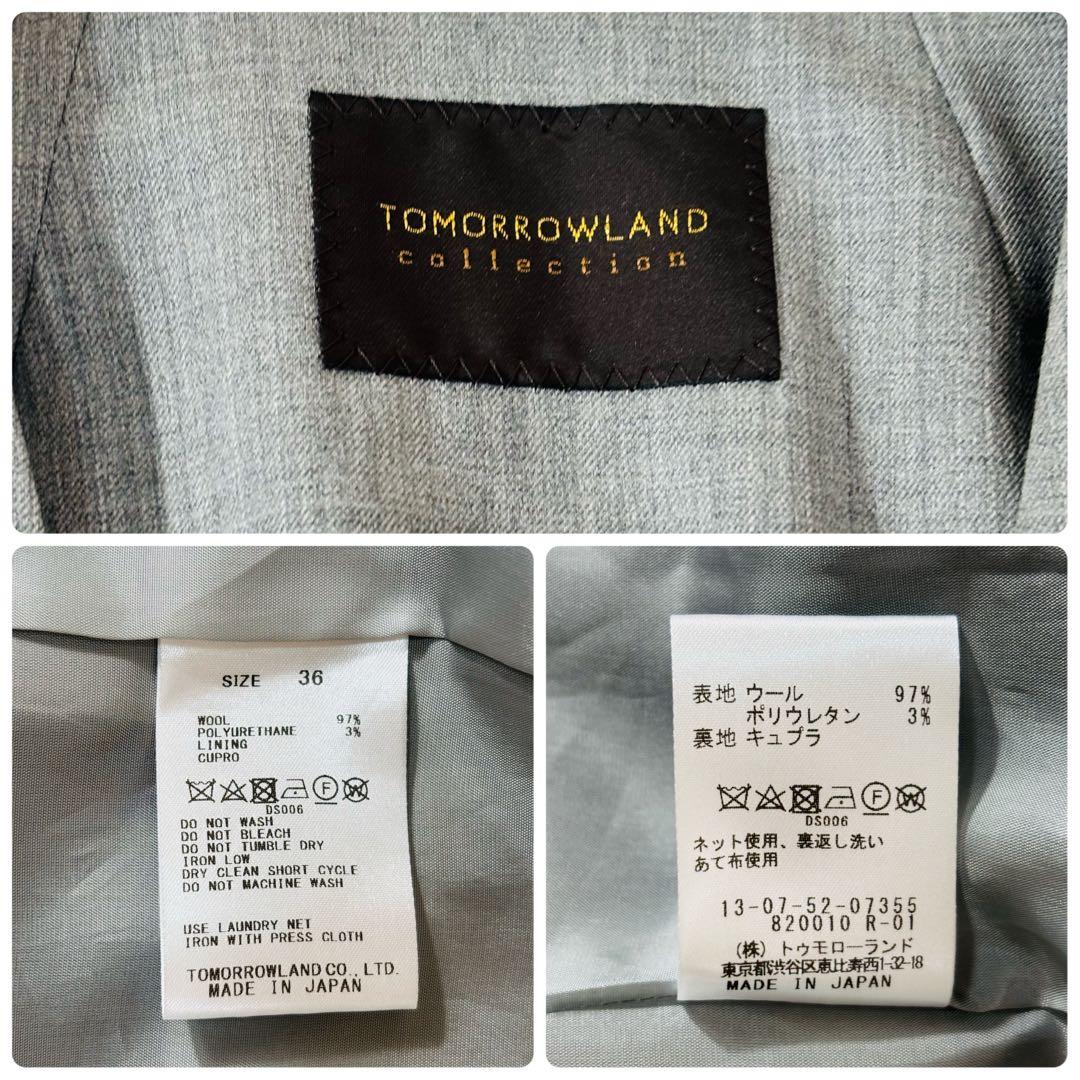 TOMORROWLAND
collection
SIZE 36
WOOL 97%
POLYURETHANE 3%
LINING
CUPRO
F W
DS006
DO NOT WASH
DO NOT BLEACH
DO NOT TUMBLE DRY
IRON LOW
DRY CLEAN SHORT CYCLE
DO NOT MACHINE WASH
USE LAUNDRY NET
IRON WITH PRESS CLOTH
TOMORROWLAND CO., LTD.
MADE IN JAPAN
表地 ウール 97%
ポリウレタン 3%
裏地 キュプラ
F W
DS006
ネット使用、裏返し洗い
あて布使用
13-07-52-07355
820010 R-01
(株) トゥモローランド
東京都渋谷区恵比寿西1-32-18
MADE IN JAPAN